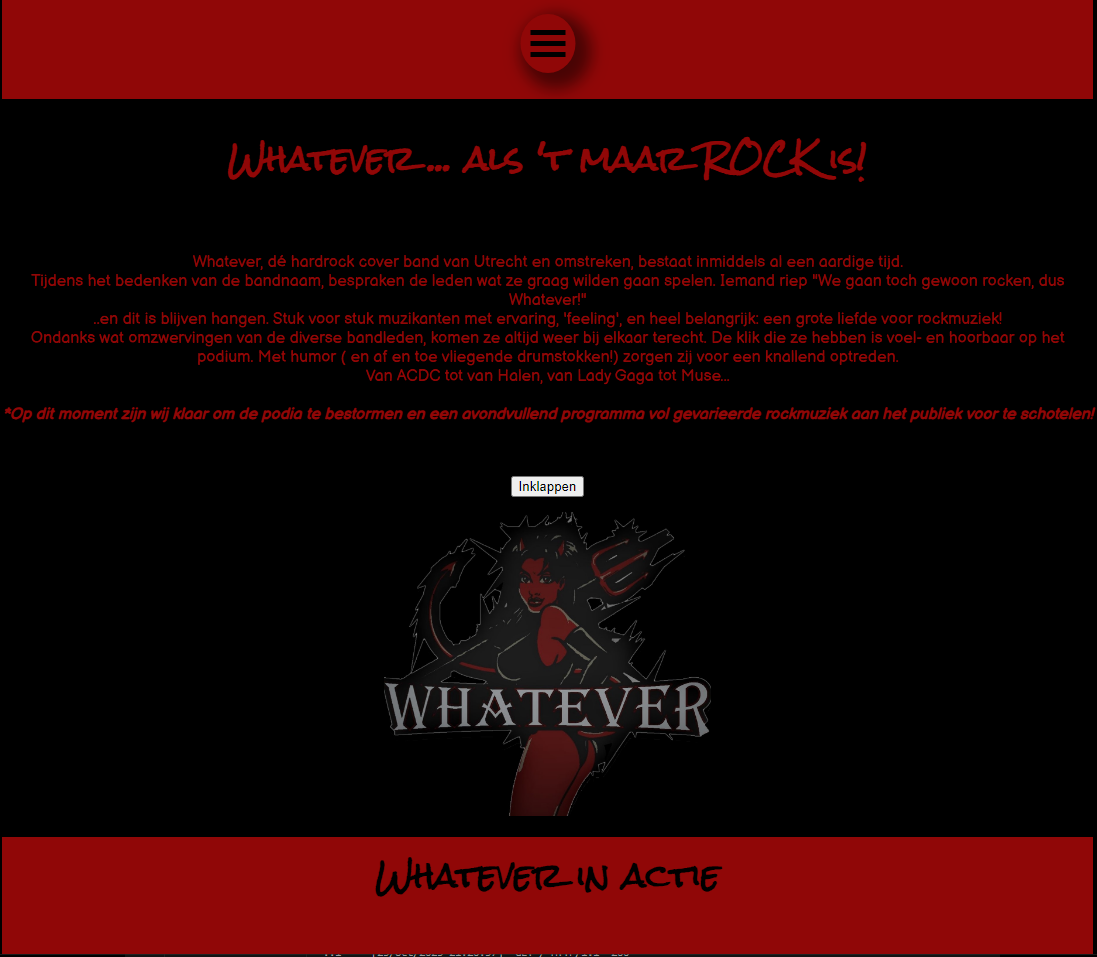 Whatever... als 't maar ROCK is!
Whatever, dé hardrock cover band van Utrecht en omstreken, bestaat inmiddels al een aardige tijd.
Tijdens het bedenken van de bandnaam, bespraken de leden wat ze graag wilden gaan spelen. Iemand riep "We gaan toch gewoon rocken, dus
Whatever!"
..en dit is blijven hangen. Stuk voor stuk muzikanten met ervaring, 'feeling', en heel belangrijk: een grote liefde voor rockmuziek!
Ondanks wat omzwervingen van de diverse bandleden, komen ze altijd weer bij elkaar terecht. De klik die ze hebben is voel- en hoorbaar op het
podium. Met humor ( en af en toe vliegende drumstokken!) zorgen zij voor een knallend optreden.
Van ACDC tot van Halen, van Lady Gaga tot Muse...
*Op dit moment zijn wij klaar om de podia te bestormen en een avondvullend programma vol gevarieerde rockmuziek aan het publiek voor te schotelen!
Inklappen
WHATEVER
Whatever in actie